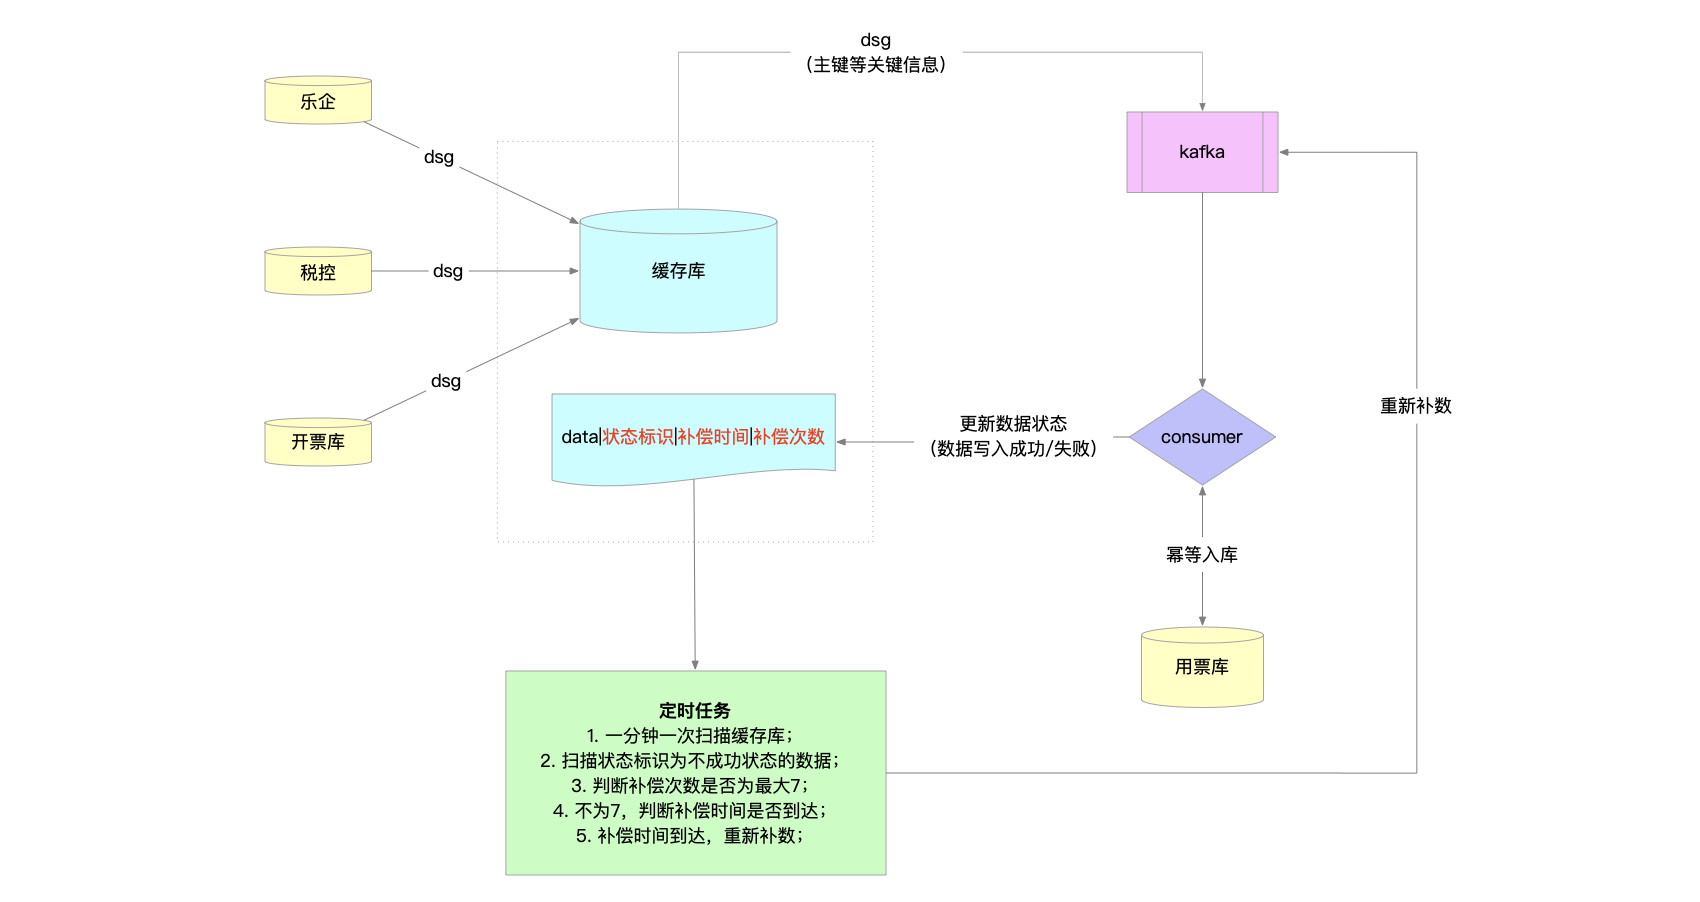 dsg
（主键等关键信息）
乐企
dsg
kafka
税控
dsg
缓存库
dsg
开票库
data|状态标识|补偿时间|补偿次数
更新数据状态
（数据写入成功/失败）
consumer
重新补数
幂等入库
用票库
定时任务
1. 一分钟一次扫描缓存库；
2. 扫描状态标识为不成功状态的数据；
3. 判断补偿次数是否为最大7；
4. 不为7，判断补偿时间是否到达；
5. 补偿时间到达，重新补数；